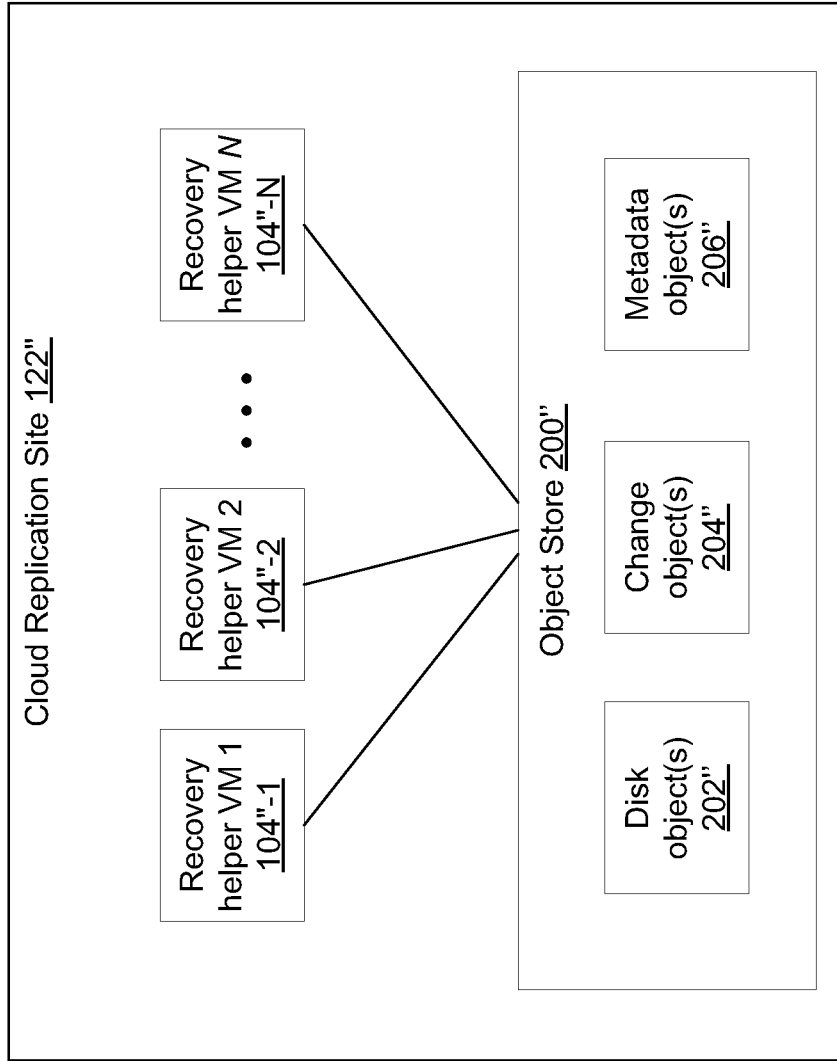 Cloud Replication Site 122"
Recovery
helper VM 1
104"-1
Recovery
helper VM 2
104"-2
Recovery
helper VM N
104"-N
Object Store 200”
Disk
object(s)
202”
Change
object(s)
204”
Metadata
object(s)
206”